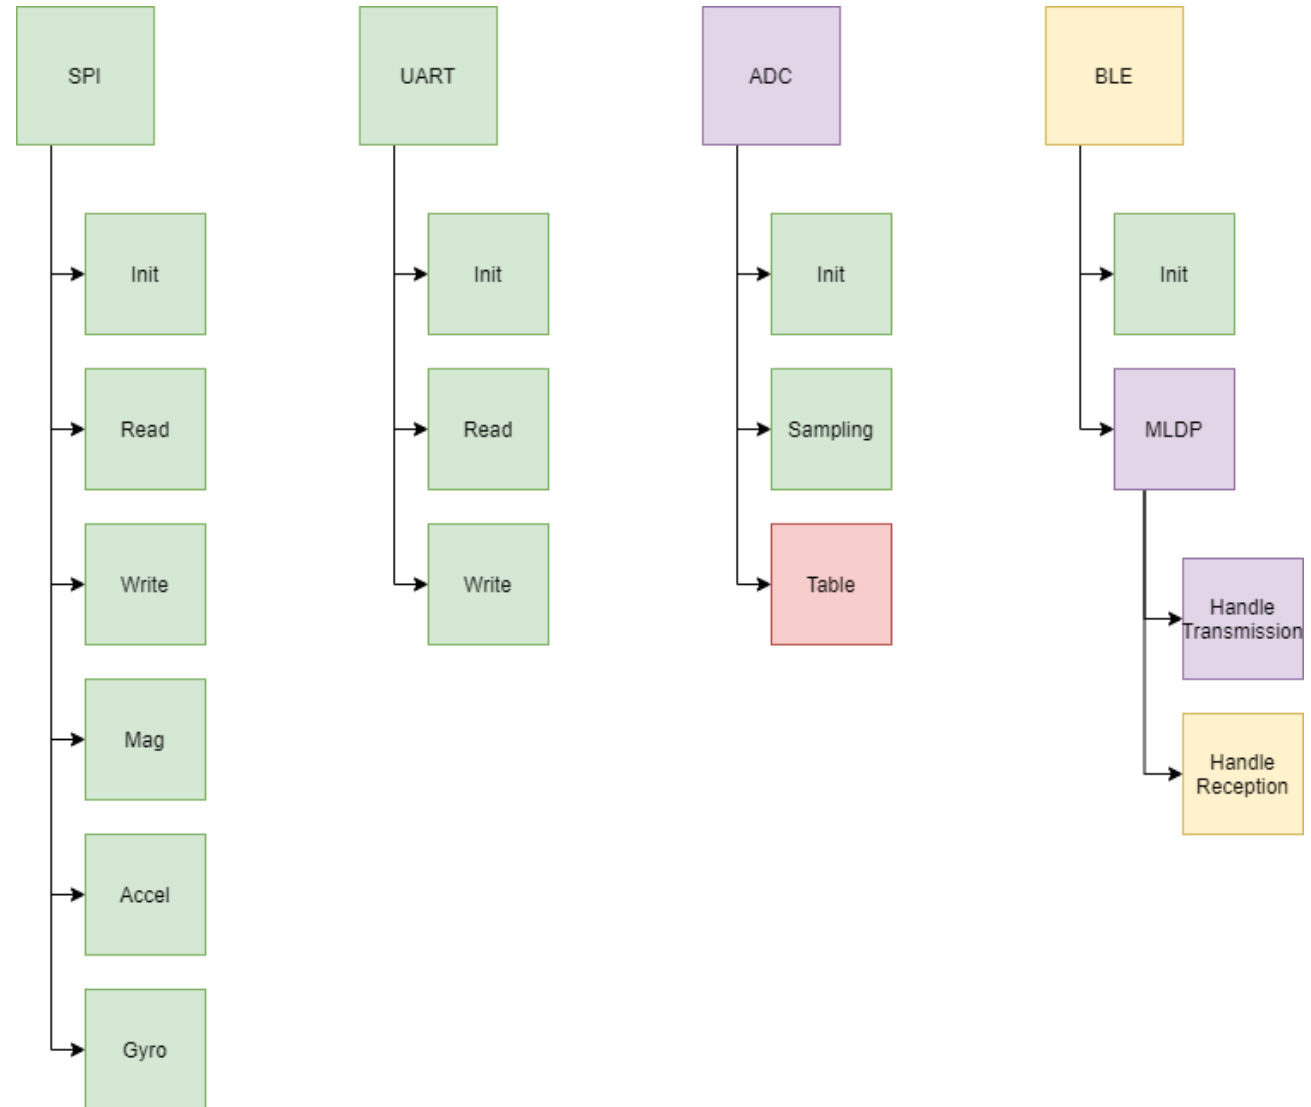 SPI
UART
ADC
BLE
Init
Init
Init
Init
Read
Read
Sampling
MLDP
Write
Write
Table
Handle
Transmission
Mag
Handle
Reception
Accel
Gyro